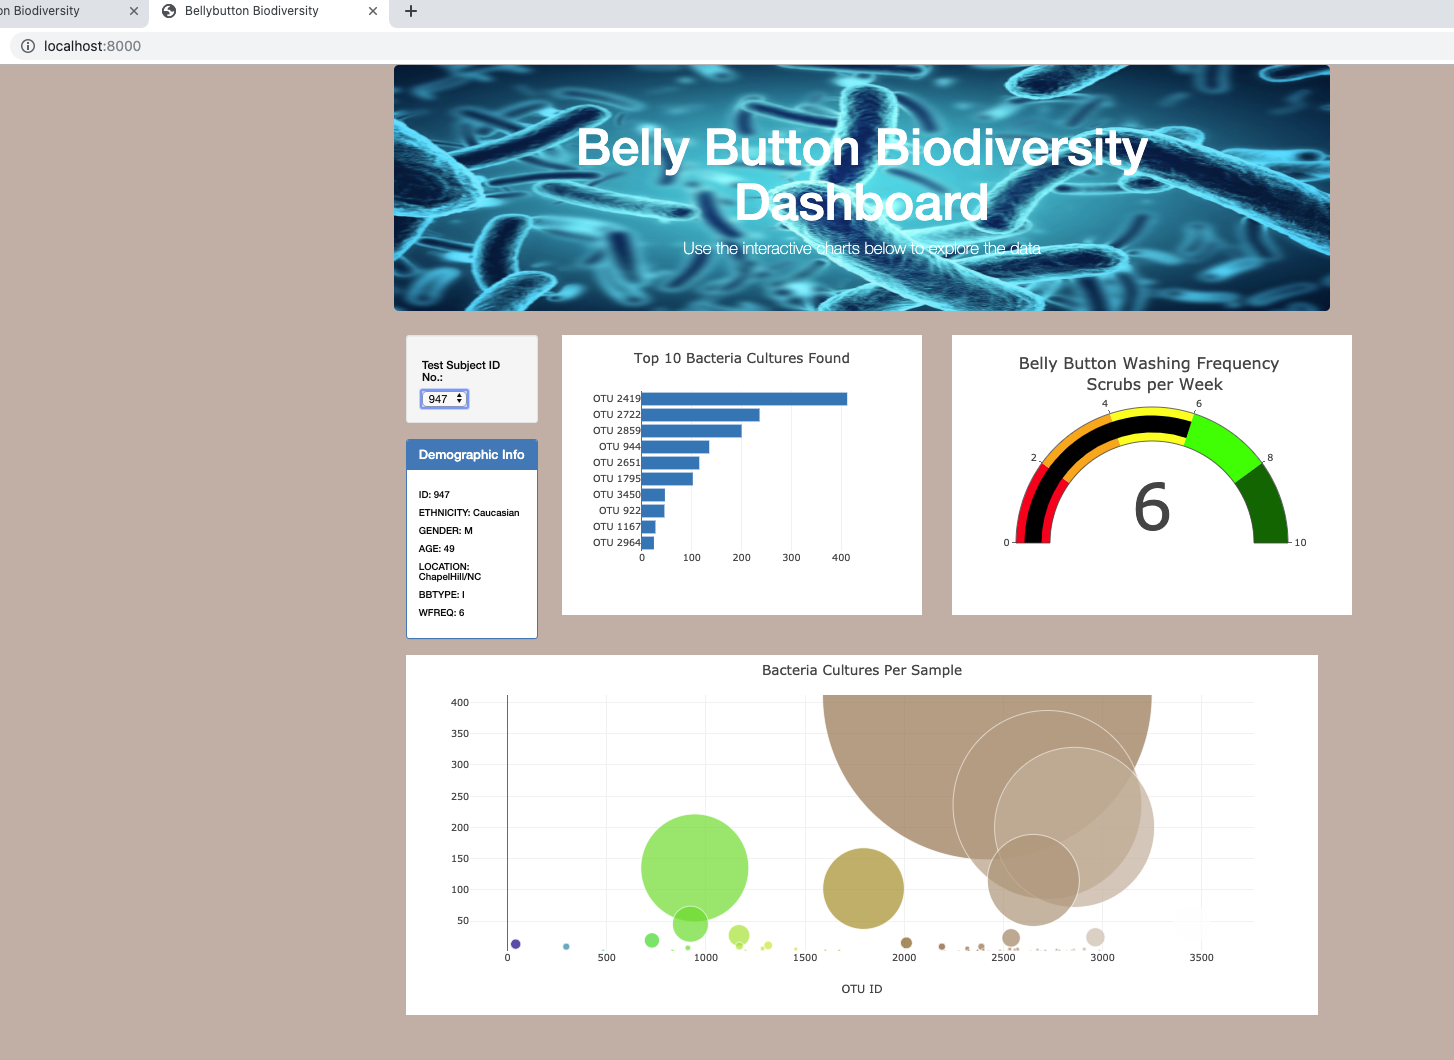 on Biodiversity
Bellybutton Biodiversity
localhost:8000
Belly Button Biodiversity
Dashboard
Use the interactive charts below to explore the data
Test Subject ID
No.:
947
Demographic Info
ID: 947
ETHNICITY: Caucasian
GENDER: M
AGE: 49
LOCATION:
ChapelHill/NC
BBTYPE: I
WFREQ: 6
Top 10 Bacteria Cultures Found
OTU 2419
OTU 2722
OTU 2859
OTU 944
OTU 2651
OTU 1795
OTU 3450
OTU 922
OTU 1167
OTU 2964
0 100 200 300 400
Belly Button Washing Frequency
Scrubs per Week
4 6
2 8
6
0 10
Bacteria Cultures Per Sample
400
350
300
250
200
150
100
50
0 500 1000 1500 2000 2500 3000 3500
OTU ID